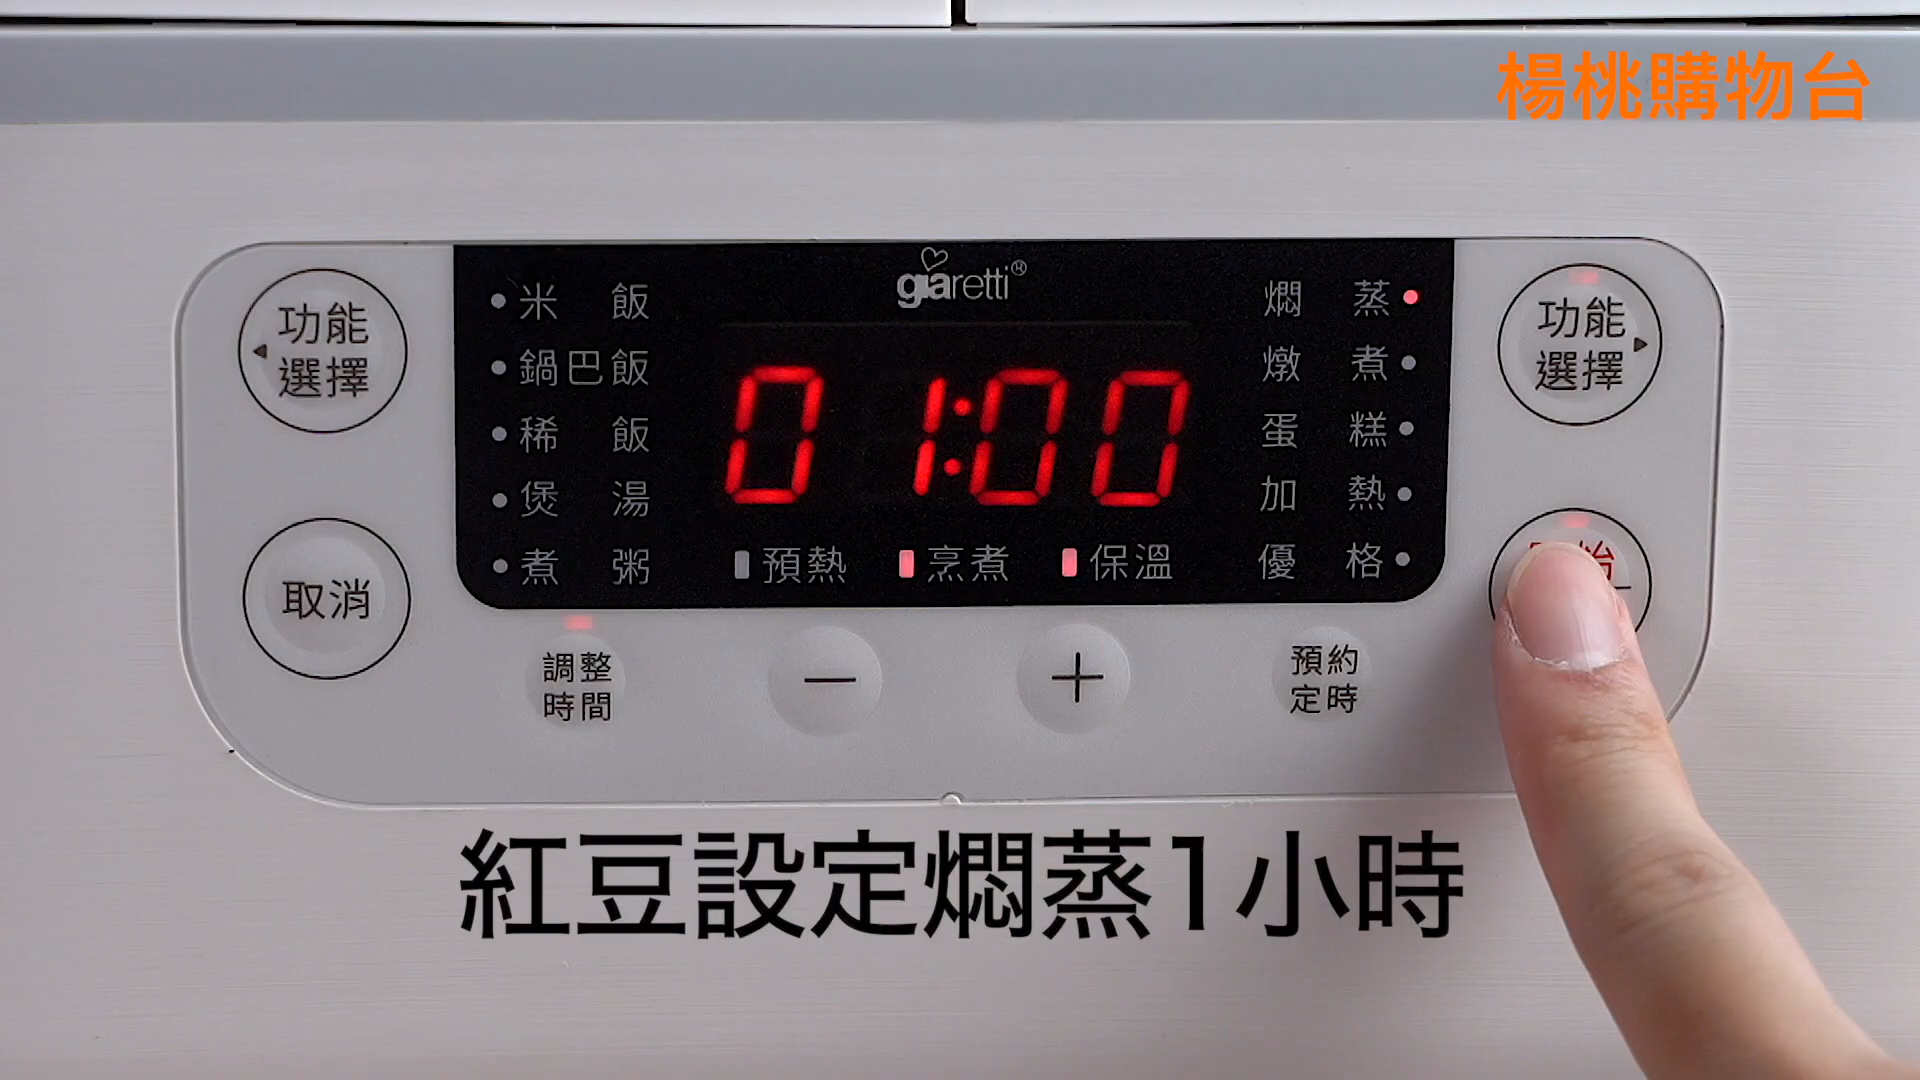 楊桃購物台
giaretti®
功能
選擇
米飯
鍋巴飯
稀飯
煲湯
煮粥
01:00
燜蒸
燉煮
蛋糕
加熱
優格
功能
選擇
預熱
烹煮
保溫
取消
調整
時間
−
+
預約
定時
紅豆設定燜蒸1小時